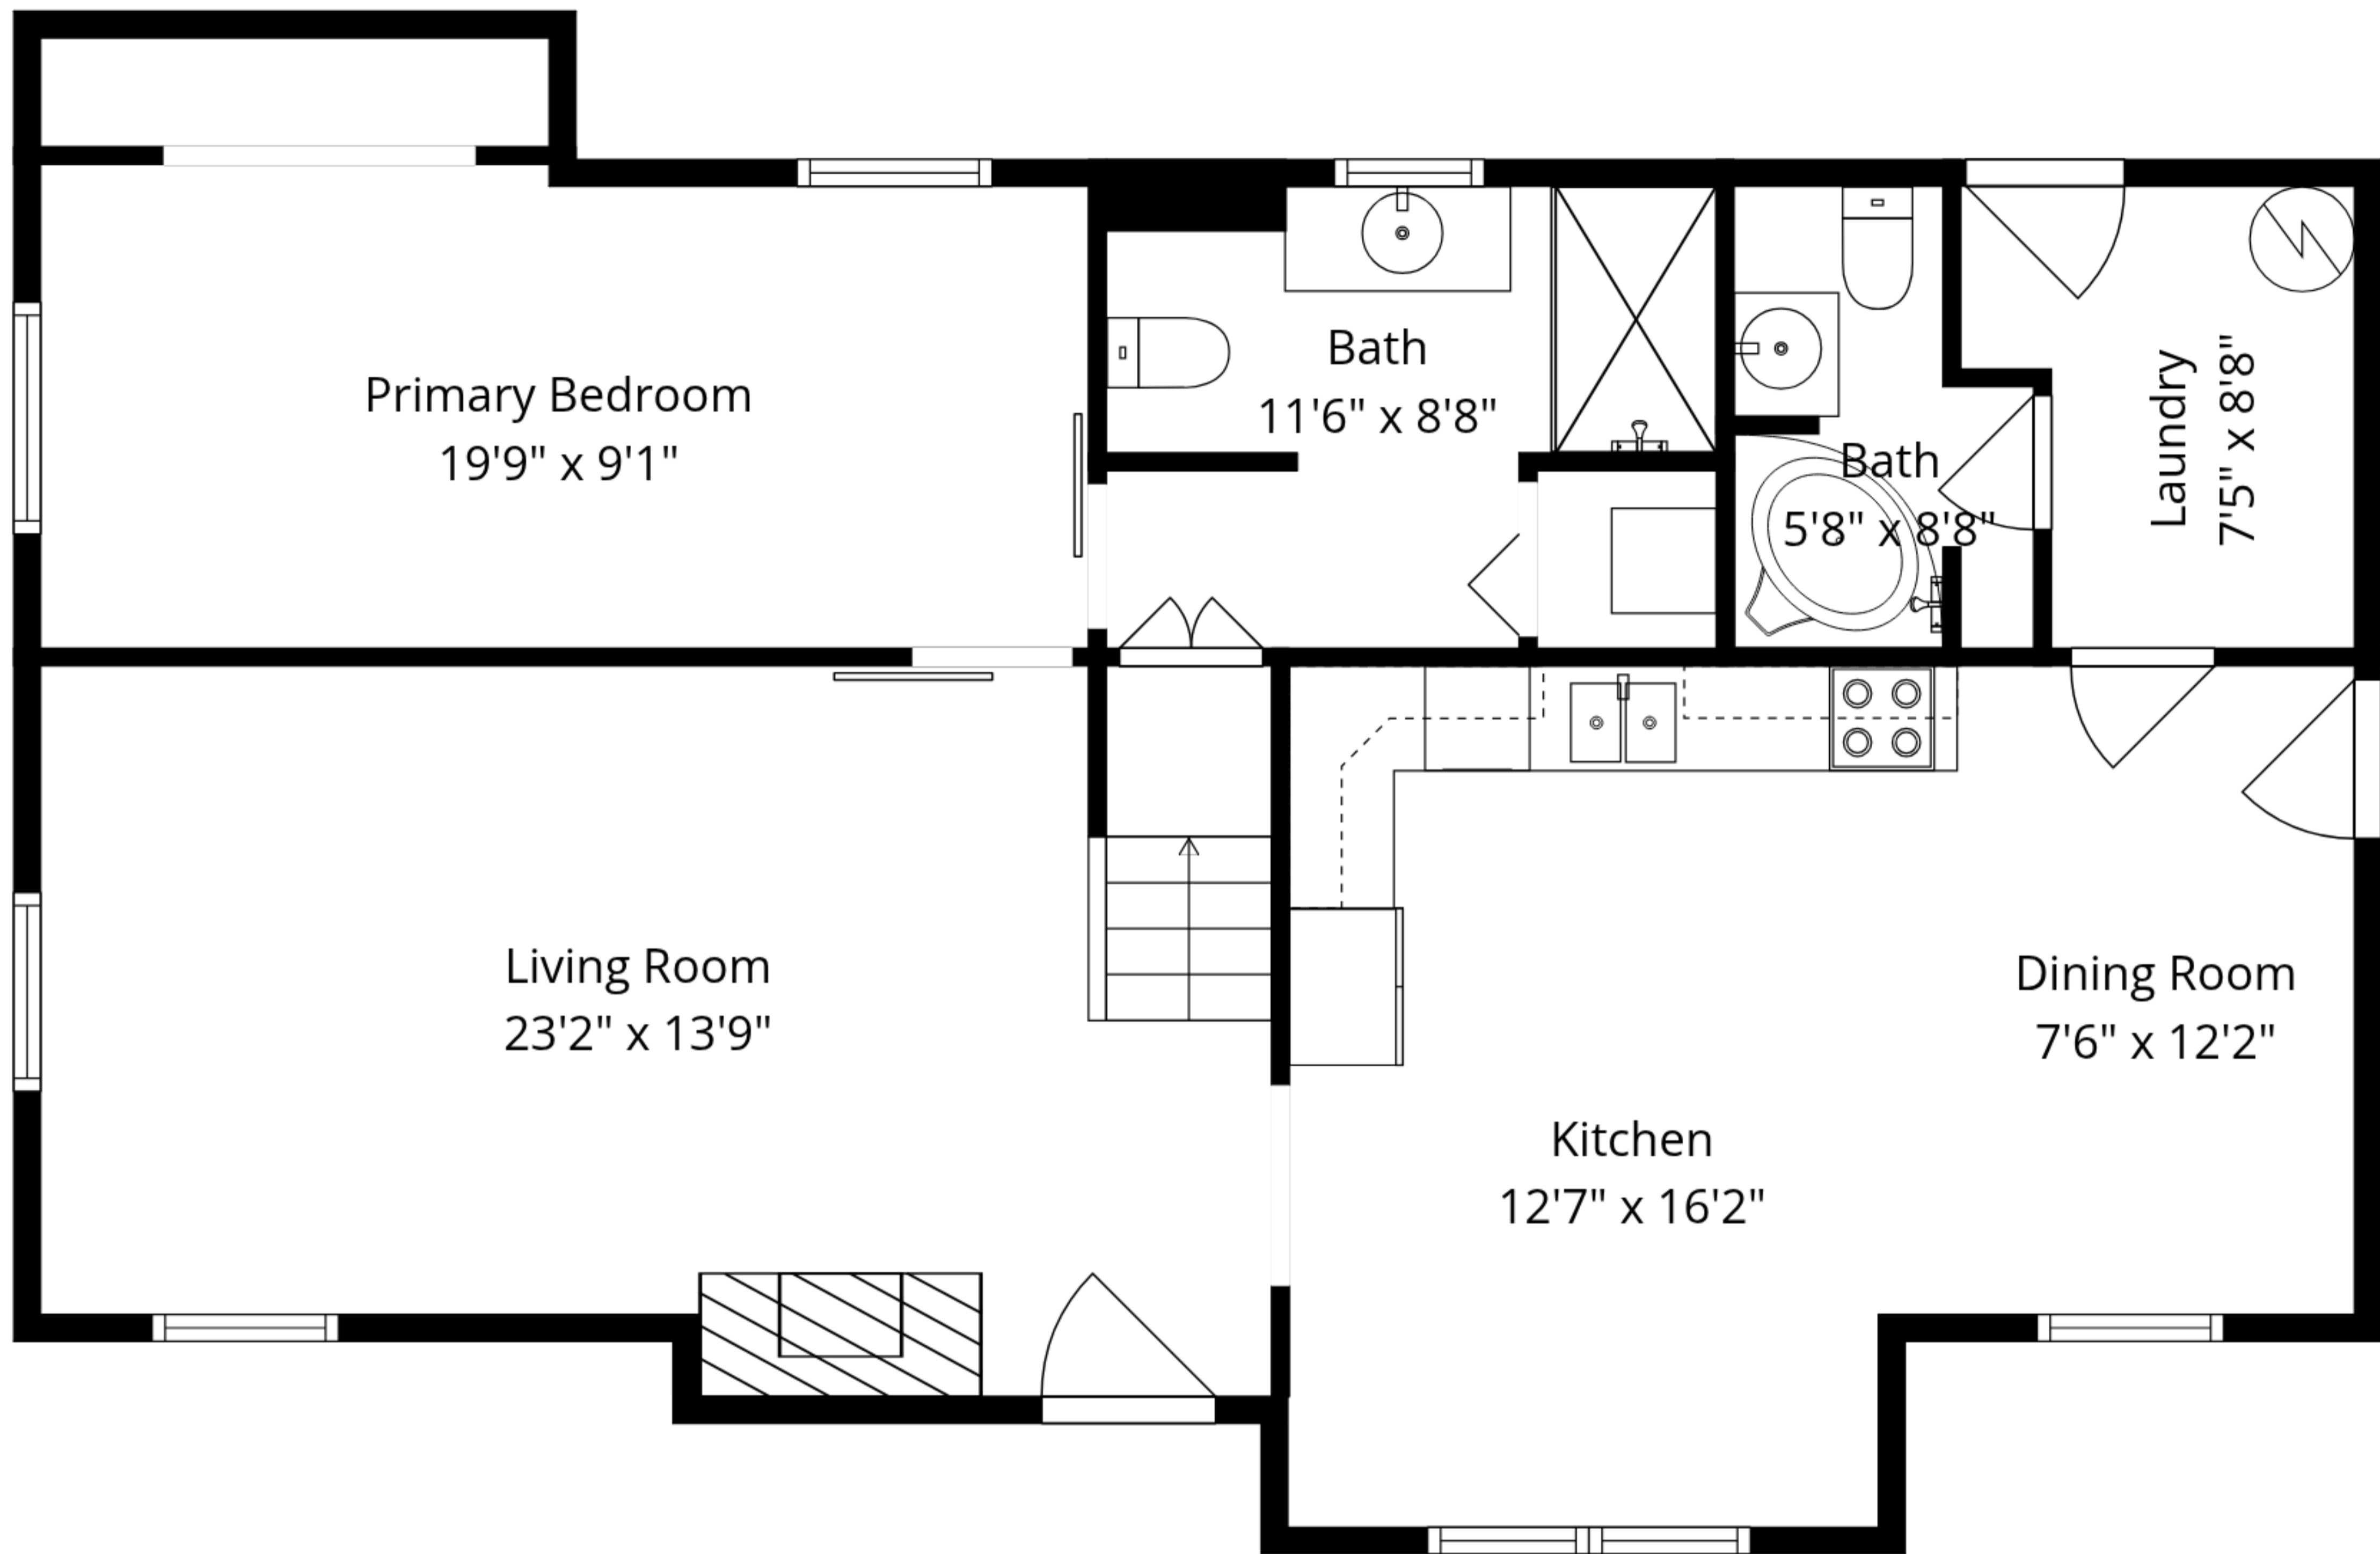 Primary Bedroom
19'9" x 9'1"
Bath
11'6" x 8'8"
Bath
5'8" x 8'8"
Laundry
7'5" x 8'8"
Living Room
23'2" x 13'9"
Kitchen
12'7" x 16'2"
Dining Room
7'6" x 12'2"